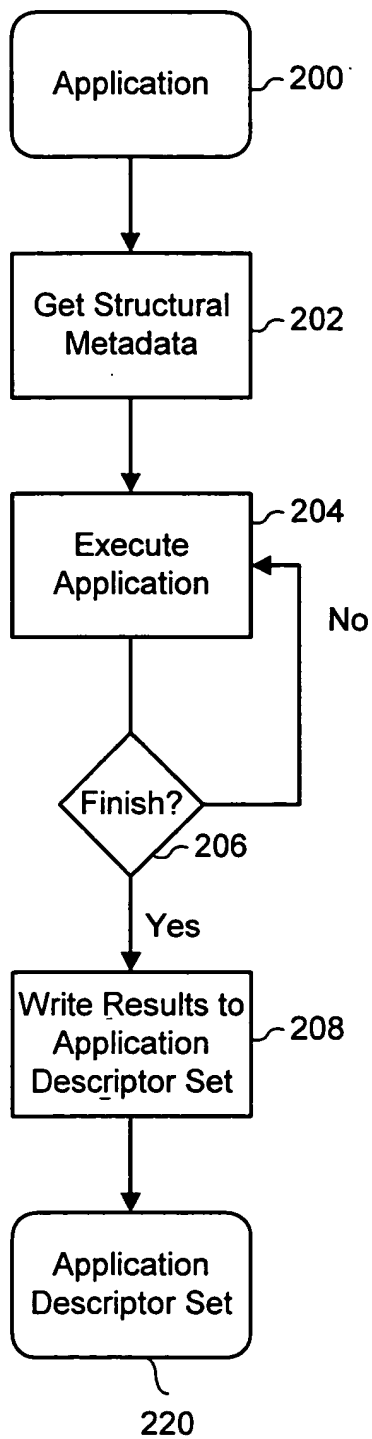 Application
200
Get Structural
Metadata
202
204
Execute
Application
No
Finish?
206
Yes
Write Results to
Application
Descriptor Set
208
Application
Descriptor Set
220